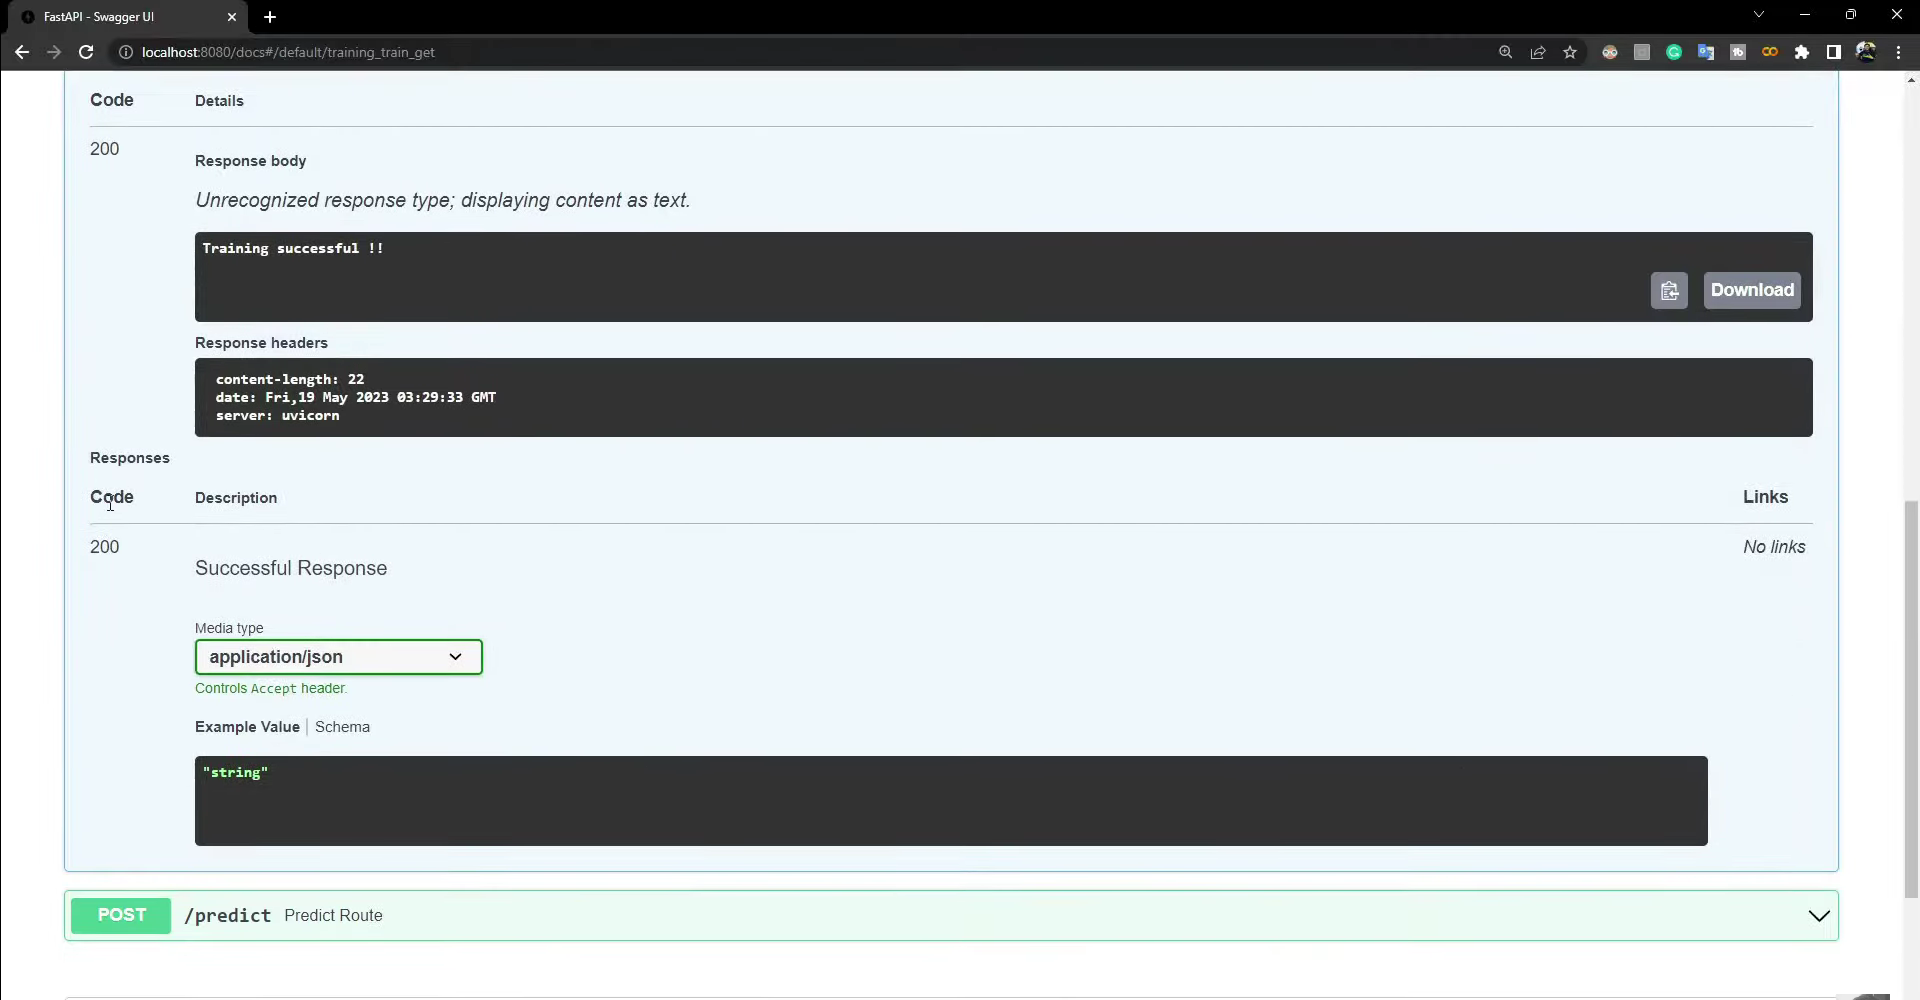 FastAPI - Swagger UI
localhost:8080/docs#/default/training_train_get
Code Details
200
Response body
Unrecognized response type; displaying content as text.
Training successful !!
Download
Response headers
content-length: 22
date: Fri,19 May 2023 03:29:33 GMT
server: uvicorn
Responses
Code Description Links
200 No links
Successful Response
Media type
application/json
Controls Accept header.
Example Value Schema
"string"
POST /predict Predict Route